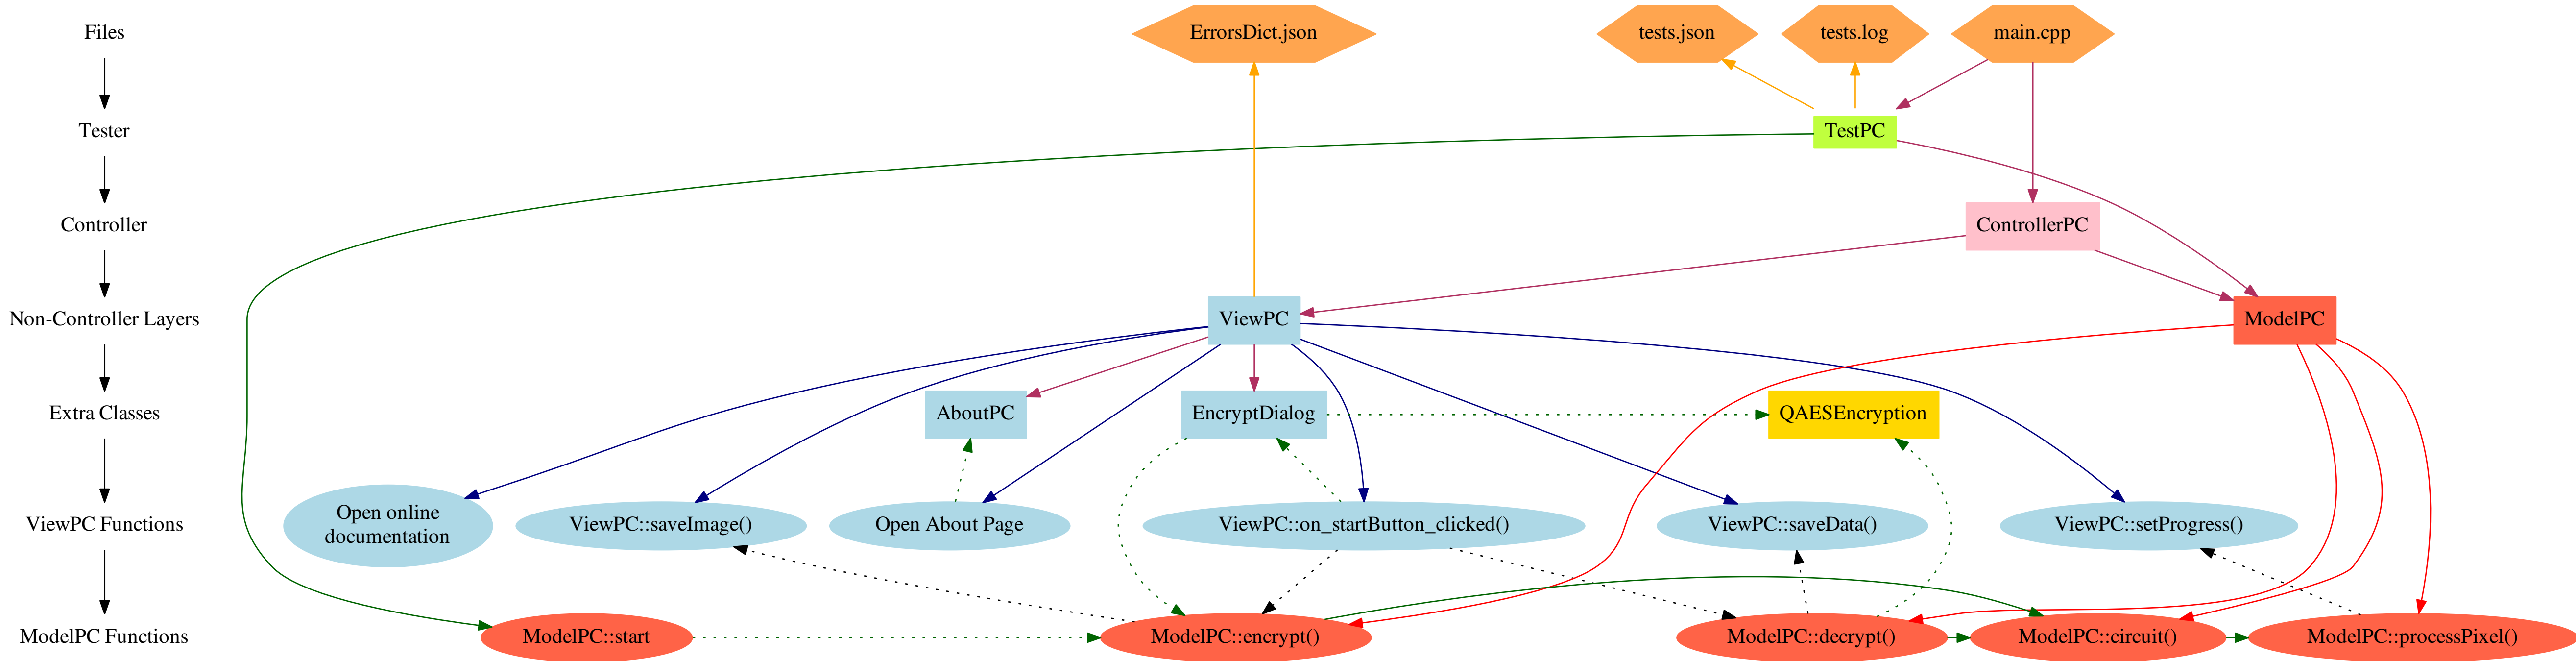 Files
ErrorsDict.json
tests.json
tests.log
main.cpp
Tester
TestPC
Controller
ControllerPC
Non-Controller Layers
ViewPC
ModelPC
Extra Classes
AboutPC
EncryptDialog
QAESEncryption
ViewPC Functions
Open online
documentation
ViewPC::saveImage()
Open About Page
ViewPC::on_startButton_clicked()
ViewPC::saveData()
ViewPC::setProgress()
ModelPC Functions
ModelPC::start
ModelPC::encrypt()
ModelPC::decrypt()
ModelPC::circuit()
ModelPC::processPixel()